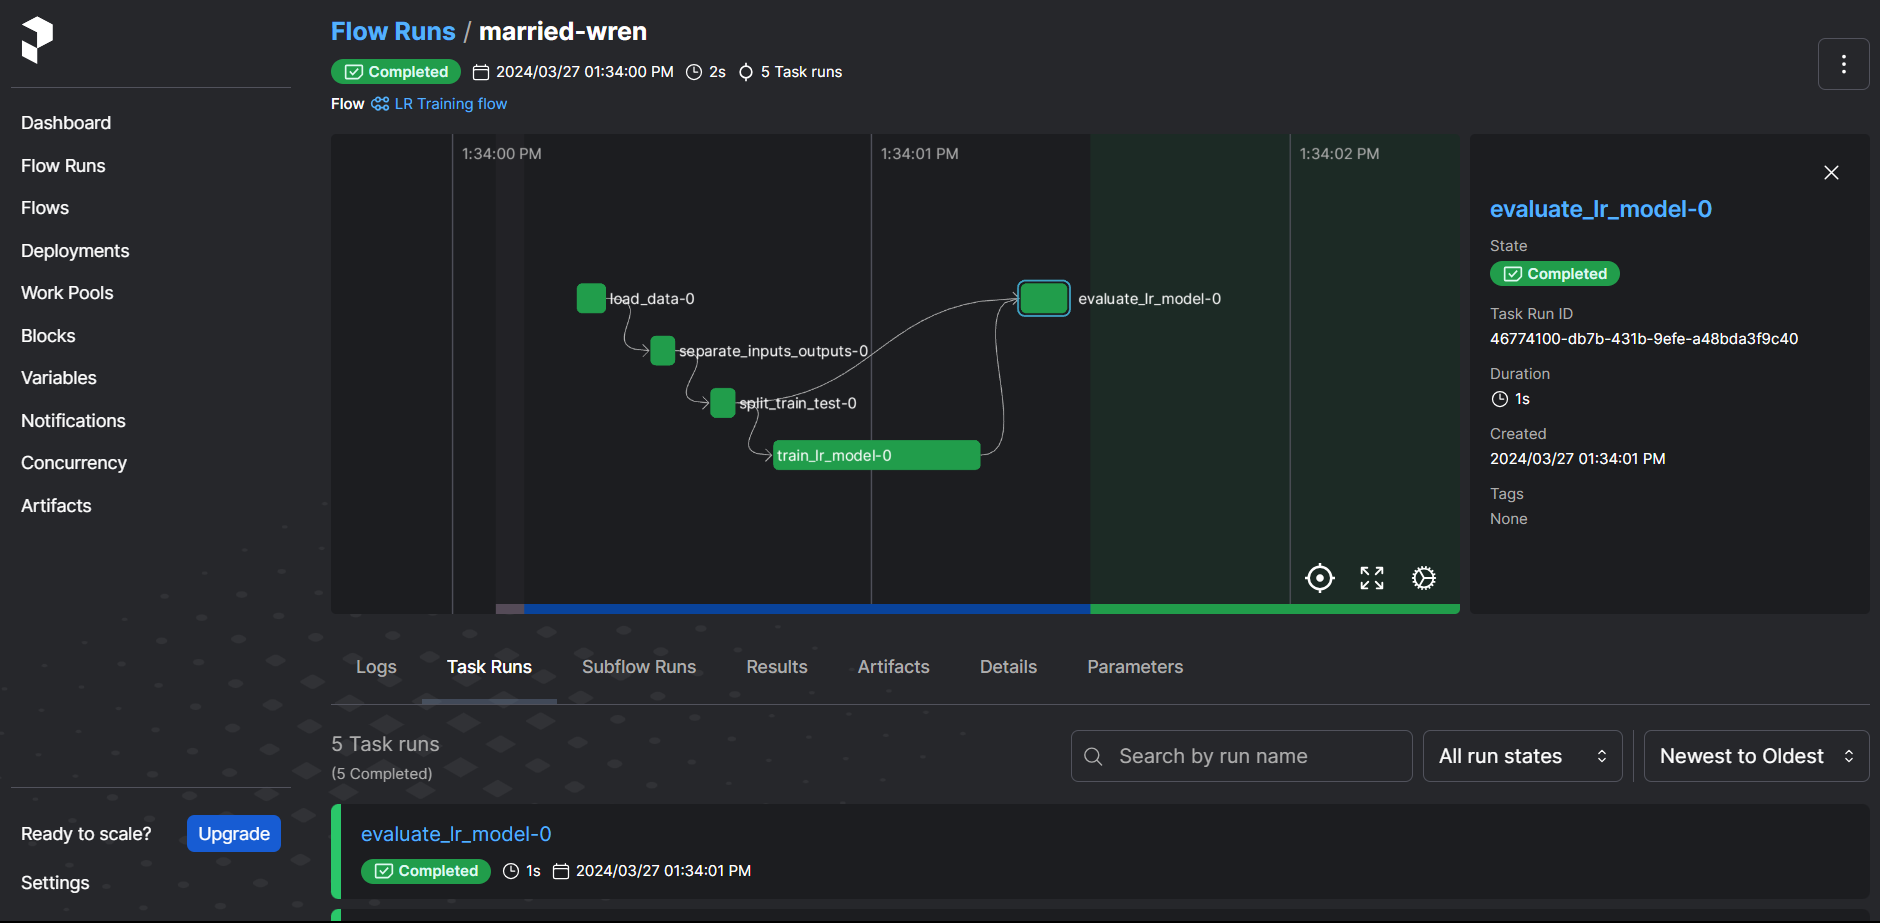 Flow Runs / married-wren
Completed 2024/03/27 01:34:00 PM 2s 5 Task runs
Flow LR Training flow
Dashboard
Flow Runs
Flows
Deployments
Work Pools
Blocks
Variables
Notifications
Concurrency
Artifacts
Ready to scale? Upgrade
Settings
1:34:00 PM 1:34:01 PM 1:34:02 PM
load_data-0
evaluate_lr_model-0
separate_inputs_outputs-0
split_train_test-0
train_lr_model-0
evaluate_lr_model-0
State
Completed
Task Run ID
46774100-db7b-431b-9efe-a48bda3f9c40
Duration
1s
Created
2024/03/27 01:34:01 PM
Tags
None
Logs Task Runs Subflow Runs Results Artifacts Details Parameters
5 Task runs
(5 Completed)
Search by run name All run states Newest to Oldest
evaluate_lr_model-0
Completed 1s 2024/03/27 01:34:01 PM